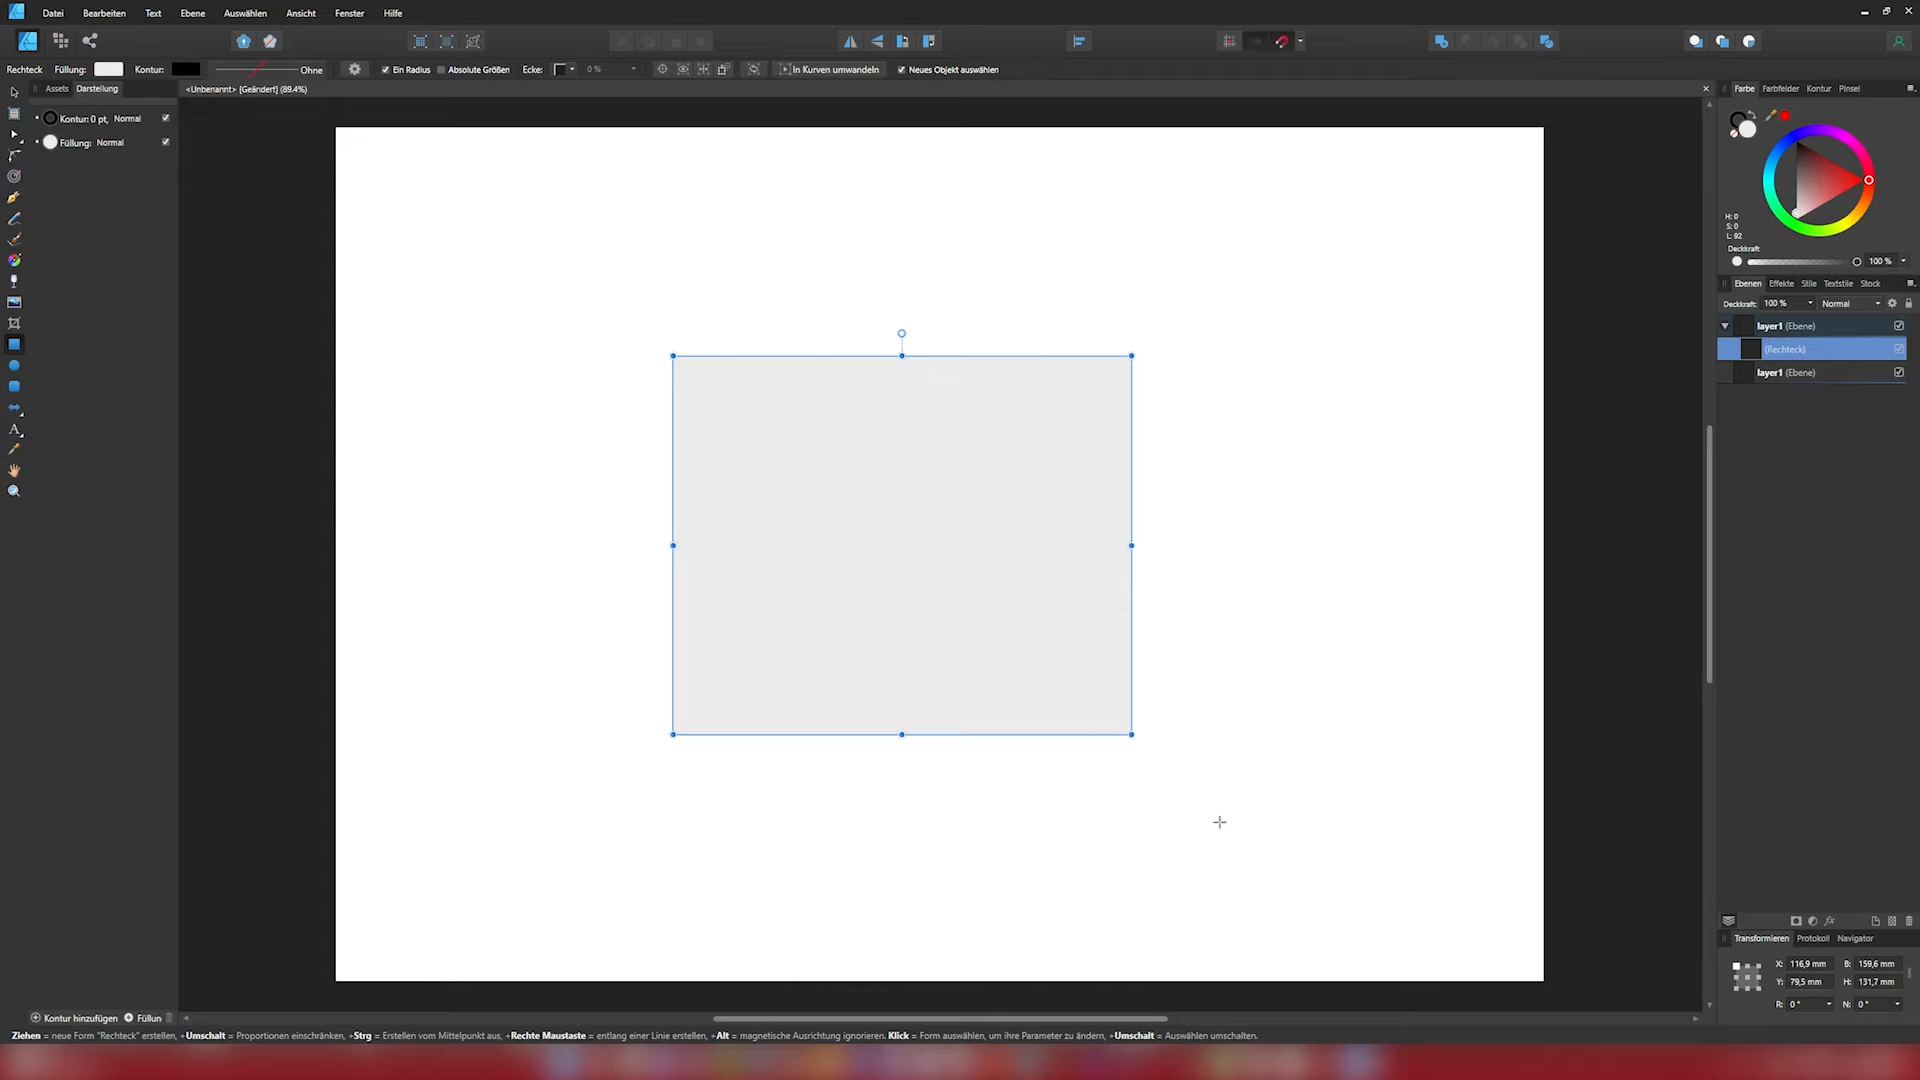 Datei Bearbeiten Text Ebene Auswählen Ansicht Fenster Hilfe
Rechteck Füllung: Kontur: Ohne Ein Radius Absolute Größen Ecke: 0 % In Kurven umwandeln Neues Objekt auswählen
Assets Darstellung
<Unbenannt> [Geändert] (89.4%)
Kontur: 0 pt, Normal
Füllung: Normal
Farbe Farbfelder Kontur Pinsel
H: 0
S: 0
L: 92
Deckkraft
100 %
Ebenen Effekte Stile Textstile Stock
Deckkraft: 100 % Normal
layer1 (Ebene)
(Rechteck)
layer1 (Ebene)
Transformieren Protokoll Navigator
X: 116,9 mm B: 159,6 mm
Y: 79,5 mm H: 131,7 mm
R: 0 ° N: 0 °
Kontur hinzufügen Füllun
Ziehen = neue Form "Rechteck" erstellen, +Umschalt = Proportionen einschränken, +Strg = Erstellen vom Mittelpunkt aus, +Rechte Maustaste = entlang einer Linie erstellen, +Alt = magnetische Ausrichtung ignorieren. Klick = Form auswählen, um ihre Parameter zu ändern, +Umschalt = Auswählen umschalten.